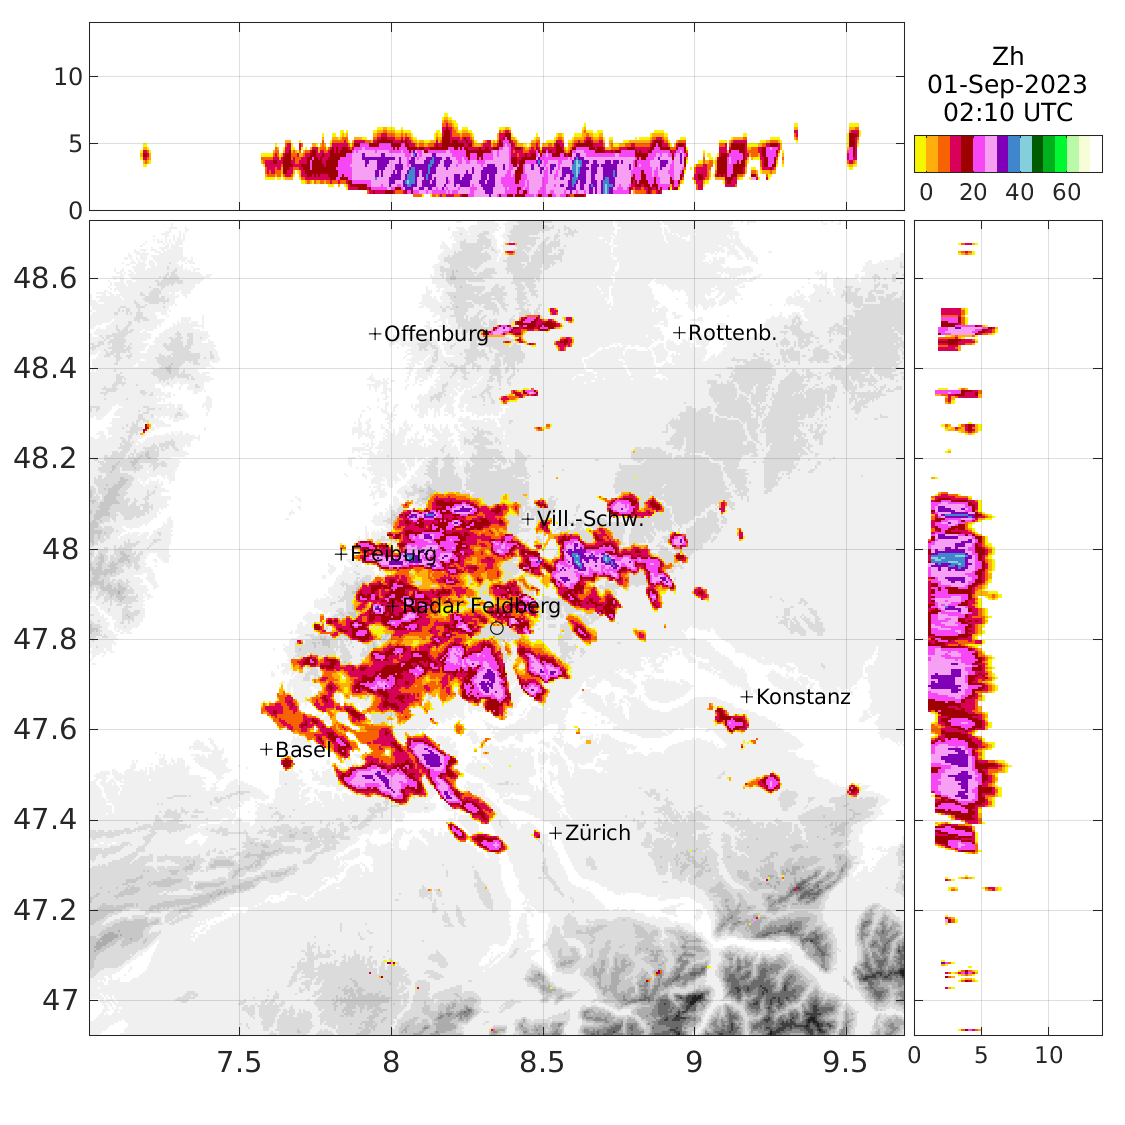 10
5
0
Zh
01-Sep-2023
02:10 UTC
0 20 40 60
48.6
48.4
48.2
48
47.8
47.6
47.4
47.2
47
+Offenburg
+Rottenb.
+Vill.-Schw.
+Freiburg
+Radar Feldberg
+Konstanz
+Basel
+Zürich
7.5 8 8.5 9 9.5
0 5 10